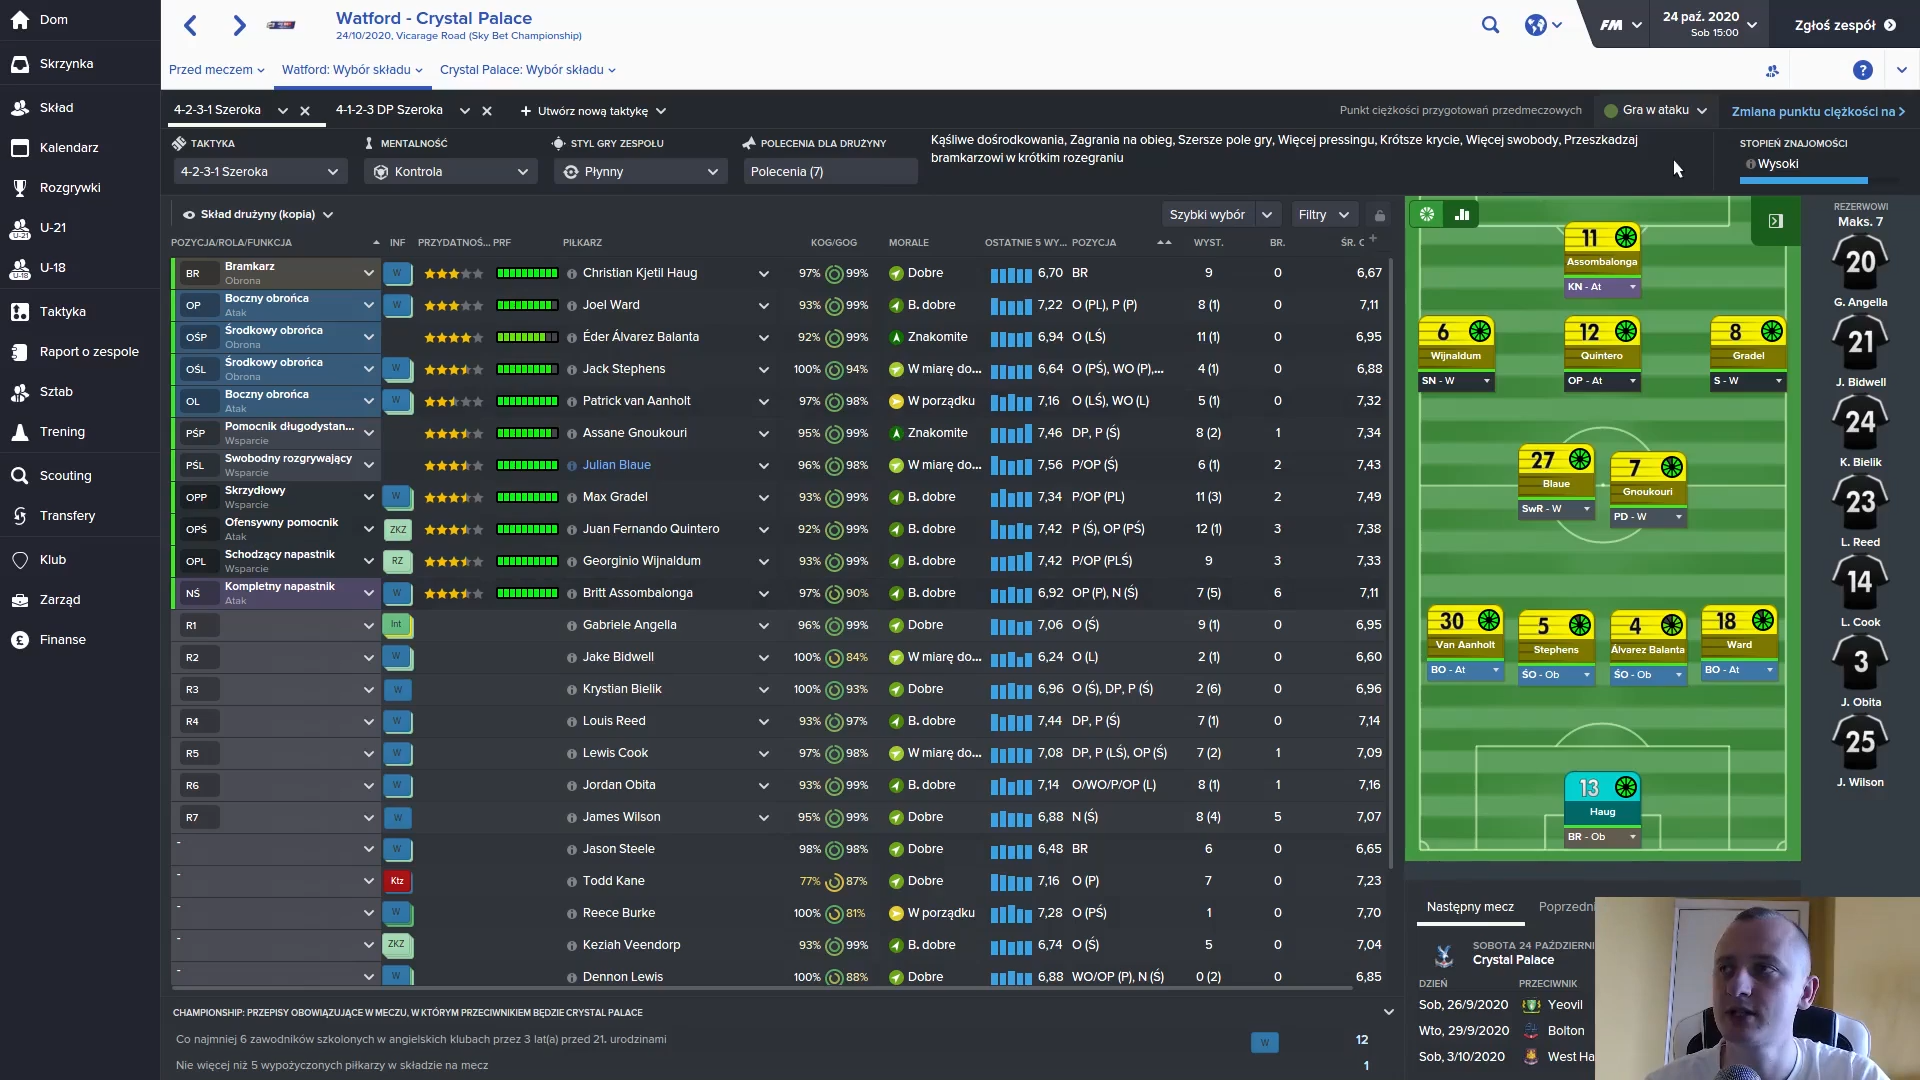 Dom
Skrzynka
Skład
Kalendarz
Rozgrywki
U-21
U-18
Taktyka
Raport o zespole
Sztab
Trening
Scouting
Transfery
Klub
Zarząd
Finanse
Watford - Crystal Palace
24/10/2020, Vicarage Road (Sky Bet Championship)
FM
24 paź. 2020
Sob 15:00
Zgłoś zespół
Przed meczem
Watford: Wybór składu
Crystal Palace: Wybór składu
?
4-2-3-1 Szeroka
4-1-2-3 DP Szeroka
Utwórz nową taktykę
Punkt ciężkości przygotowań przedmeczowych
Gra w ataku
Zmiana punktu ciężkości na >
TAKTYKA
MENTALNOŚĆ
STYL GRY ZESPOŁU
POLECENIA DLA DRUŻYNY
4-2-3-1 Szeroka
Kontrola
Płynny
Polecenia (7)
Kąśliwe dośrodkowania, Zagrania na obieg, Szersze pole gry, Więcej pressingu, Krótsze krycie, Więcej swobody, Przeszkadzaj
bramkarzowi w krótkim rozegraniu
STOPIEŃ ZNAJOMOŚCI
Wysoki
Skład drużyny (kopia)
Szybki wybór
Filtry
POZYCJA/ROLA/FUNKCJA INF PRZYDATNOŚ... PRF PIŁKARZ KOG/GOG MORALE OSTATNIE 5 WY... POZYCJA WYST. BR. ŚR. O
BR Bramkarz Obrona W Christian Kjetil Haug 97% 99% Dobre 6,70 BR 9 0 6,67
OP Boczny obrońca Atak W Joel Ward 93% 99% B. dobre 7,22 O (PL), P (P) 8 (1) 0 7,11
OŚP Środkowy obrońca Obrona Éder Álvarez Balanta 92% 99% Znakomite 6,94 O (LŚ) 11 (1) 0 6,95
OŚL Środkowy obrońca Obrona W Jack Stephens 100% 94% W miarę do... 6,64 O (PŚ), WO (P),... 4 (1) 0 6,88
OL Boczny obrońca Atak W Patrick van Aanholt 97% 98% W porządku 7,16 O (LŚ), WO (L) 5 (1) 0 7,32
PŚP Pomocnik długodystan... Wsparcie Assane Gnoukouri 95% 99% Znakomite 7,46 DP, P (Ś) 8 (2) 1 7,34
PŚL Swobodny rozgrywający Wsparcie Julian Blaue 96% 98% W miarę do... 7,56 P/OP (Ś) 6 (1) 2 7,43
OPP Skrzydłowy Wsparcie W Max Gradel 93% 99% B. dobre 7,34 P/OP (PL) 11 (3) 2 7,49
OPŚ Ofensywny pomocnik Atak ZKZ Juan Fernando Quintero 92% 99% B. dobre 7,42 P (Ś), OP (PŚ) 12 (1) 3 7,38
OPL Schodzący napastnik Wsparcie RZ Georginio Wijnaldum 93% 99% B. dobre 7,42 P/OP (PLŚ) 9 3 7,33
NŚ Kompletny napastnik Atak W Britt Assombalonga 97% 90% B. dobre 6,92 OP (P), N (Ś) 7 (5) 6 7,11
R1 Int Gabriele Angella 96% 99% Dobre 7,06 O (Ś) 9 (1) 0 6,95
R2 W Jake Bidwell 100% 84% W miarę do... 6,24 O (L) 2 (1) 0 6,60
R3 W Krystian Bielik 100% 93% Dobre 6,96 O (Ś), DP, P (Ś) 2 (6) 0 6,96
R4 W Louis Reed 93% 97% B. dobre 7,44 DP, P (Ś) 7 (1) 0 7,14
R5 W Lewis Cook 97% 98% W miarę do... 7,08 DP, P (LŚ), OP (Ś) 7 (2) 1 7,09
R6 W Jordan Obita 93% 99% B. dobre 7,14 O/WO/P/OP (L) 8 (1) 1 7,16
R7 W James Wilson 95% 99% B. dobre 6,88 N (Ś) 8 (4) 5 7,07
- W Jason Steele 98% 98% Dobre 6,48 BR 6 0 6,65
- Ktz Todd Kane 77% 87% Dobre 7,16 O (P) 7 0 7,23
- W Reece Burke 100% 81% W porządku 7,28 O (PŚ) 1 0 7,70
- ZKZ Keziah Veendorp 93% 99% B. dobre 6,74 O (Ś) 5 0 7,04
- W Dennon Lewis 100% 88% Dobre 6,88 WO/OP (P), N (Ś) 0 (2) 0 6,85
CHAMPIONSHIP: PRZEPISY OBOWIĄZUJĄCE W MECZU, W KTÓRYM PRZECIWNIKIEM BĘDZIE CRYSTAL PALACE
Co najmniej 6 zawodników szkolonych w angielskich klubach przez 3 lat(a) przed 21. urodzinami W 12
Nie więcej niż 5 wypożyczonych piłkarzy w składzie na mecz 1
11
Assombalonga
KN - At
6 12 8
Wijnaldum Quintero Gradel
SN - W OP - At S - W
27 7
Blaue Gnoukouri
SwR - W PD - W
30 5 4 18
Van Aanholt Stephens Álvarez Balanta Ward
BO - At ŚO - Ob ŚO - Ob BO - At
13
Haug
BR - Ob
REZERWOWI
Maks. 7
20
G. Angella
21
J. Bidwell
24
K. Bielik
23
L. Reed
14
L. Cook
3
J. Obita
25
J. Wilson
Następny mecz
Poprzedni
SOBOTA 24 PAŹDZIERNI
Crystal Palace
DZIEŃ PRZECIWNIK
Sob, 26/9/2020 Yeovil
Wto, 29/9/2020 Bolton
Sob, 3/10/2020 West Ha